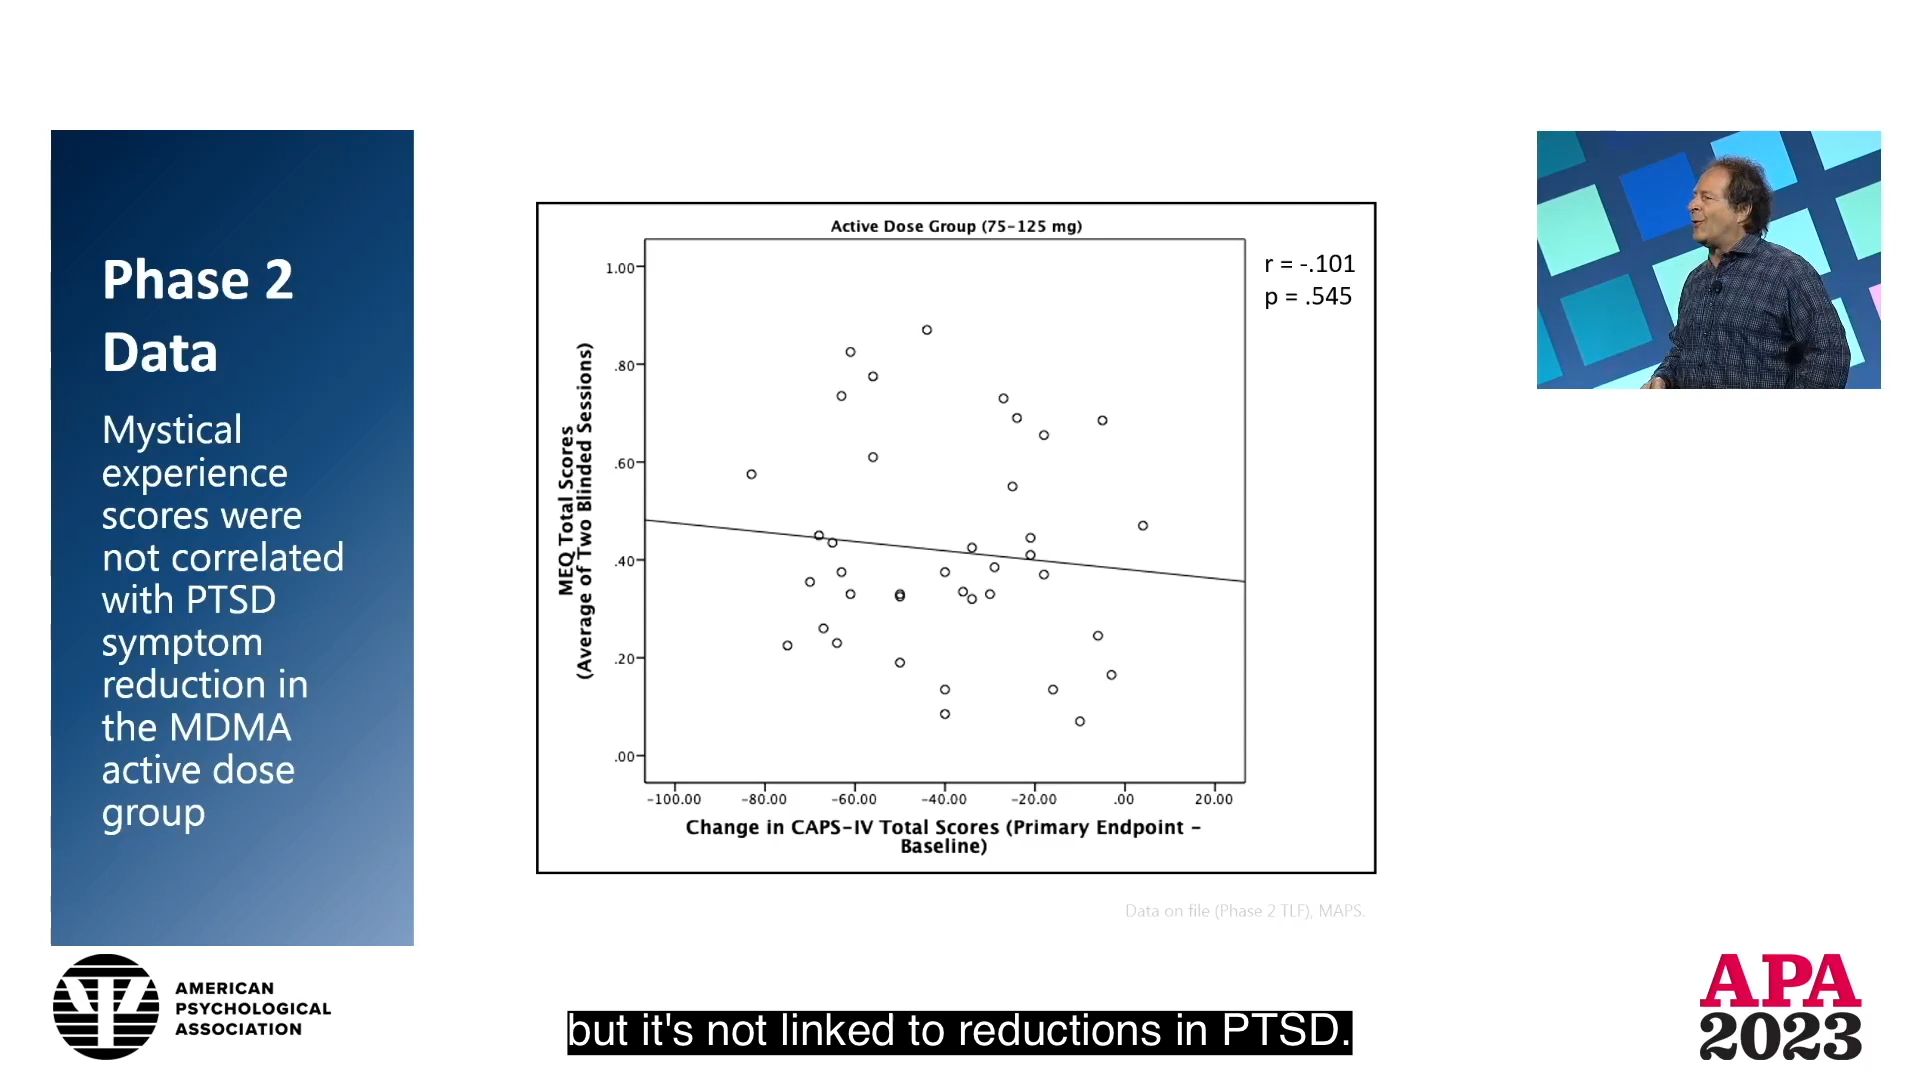 Phase 2
Data
Mystical
experience
scores were
not correlated
with PTSD
symptom
reduction in
the MDMA
active dose
group
Active Dose Group (75–125 mg)
r = -.101
p = .545
MEQ Total Scores
(Average of Two Blinded Sessions)
1.00
.80
.60
.40
.20
.00
-100.00 -80.00 -60.00 -40.00 -20.00 .00 20.00
Change in CAPS–IV Total Scores (Primary Endpoint –
Baseline)
Data on file (Phase 2 TLF), MAPS.
AMERICAN
PSYCHOLOGICAL
ASSOCIATION
but it's not linked to reductions in PTSD.
APA
2023